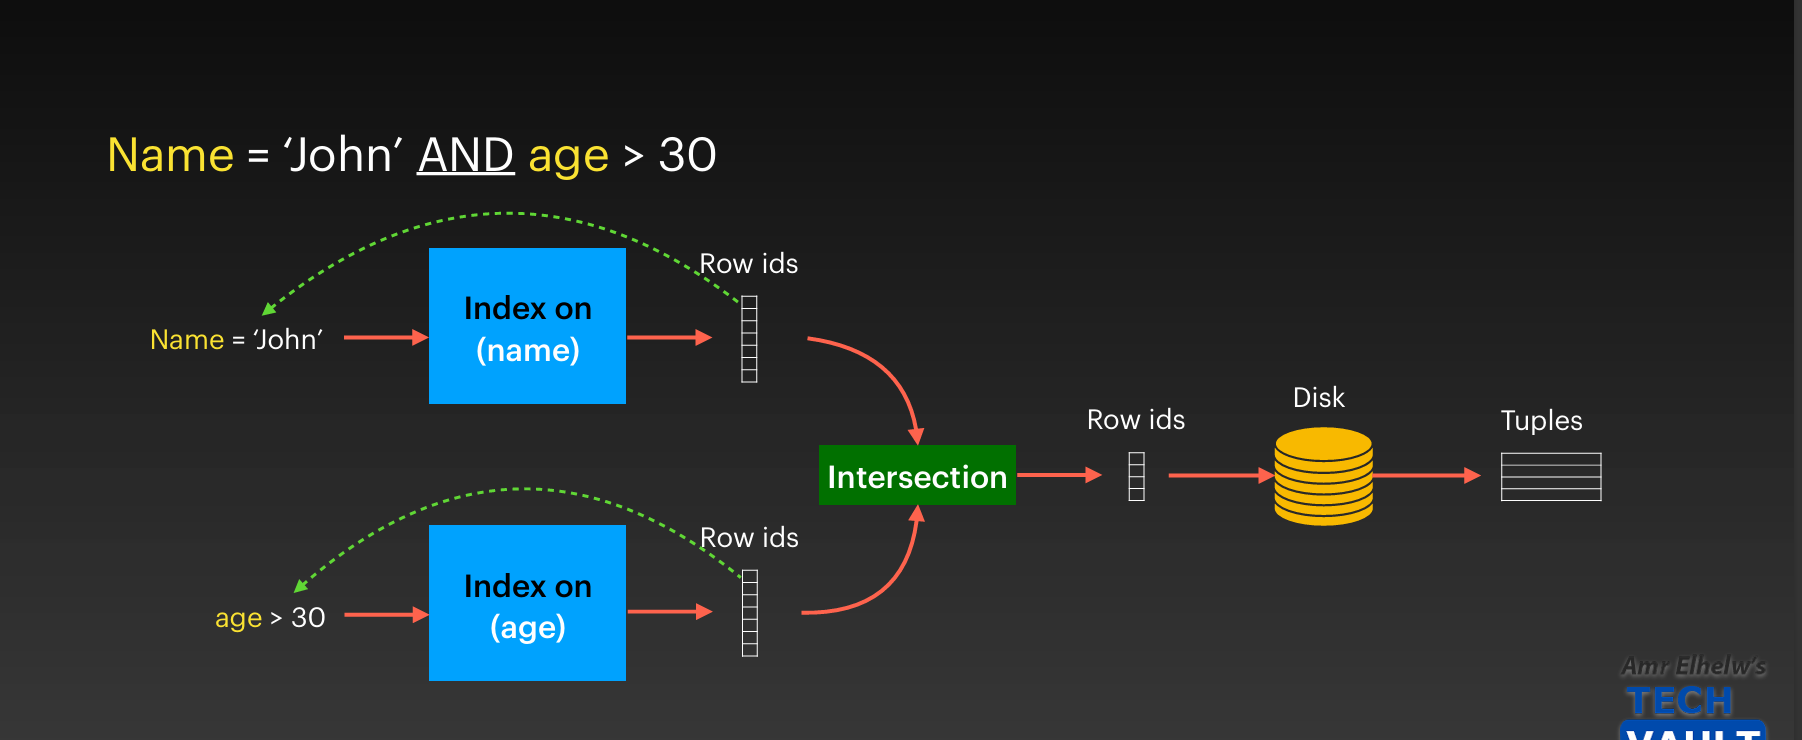 Name = ‘John’ AND age > 30
Row ids
Name = ‘John’
Index on
(name)
Row ids
Disk
Tuples
Intersection
Row ids
age > 30
Index on
(age)
Amr Elhelw's
TECH
VAULT